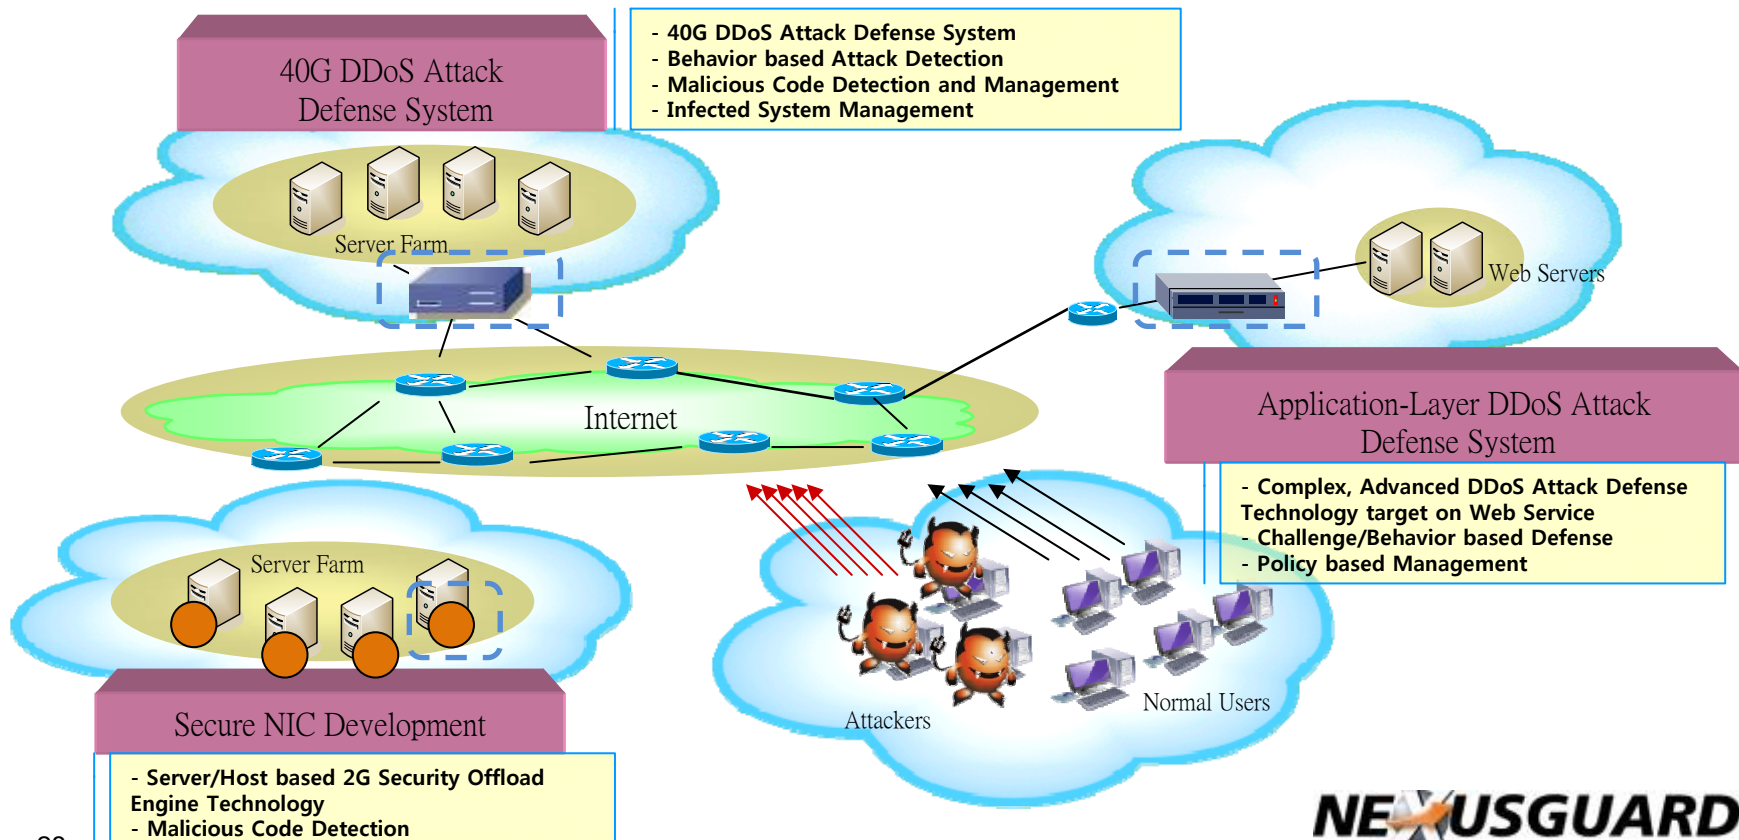 40G DDoS Attack
Defense System
- 40G DDoS Attack Defense System
- Behavior based Attack Detection
- Malicious Code Detection and Management
- Infected System Management
Server Farm
Web Servers
Internet
Application-Layer DDoS Attack
Defense System
- Complex, Advanced DDoS Attack Defense
Technology target on Web Service
- Challenge/Behavior based Defense
- Policy based Management
Server Farm
Attackers
Normal Users
Secure NIC Development
- Server/Host based 2G Security Offload
Engine Technology
- Malicious Code Detection
NEXUSGUARD